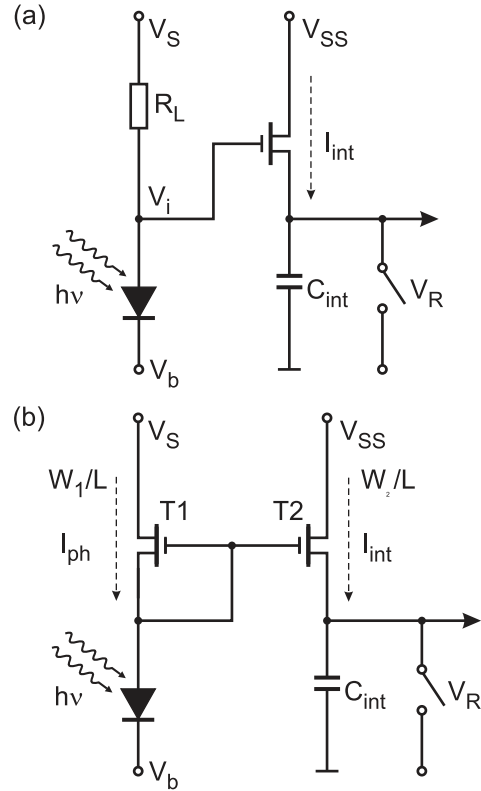 (a)
V_S
V_SS
R_L
I_int
V_i
hν
C_int
V_R
V_b
(b)
V_S
V_SS
W_1/L
T1
T2
W_2/L
I_ph
I_int
hν
C_int
V_R
V_b